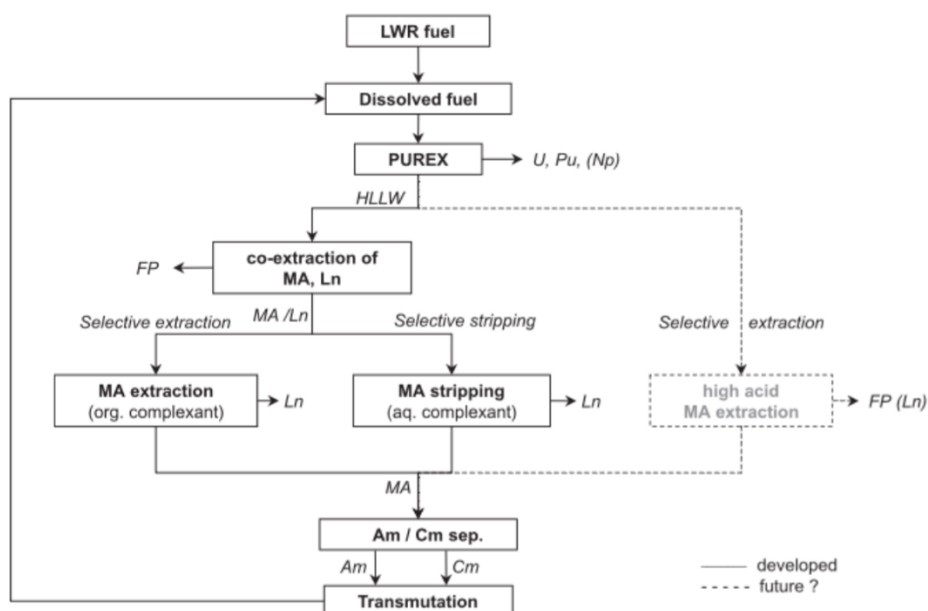 LWR fuel
Dissolved fuel
PUREX
U, Pu, (Np)
HLLW
co-extraction of
MA, Ln
FP
MA /Ln
Selective extraction
Selective stripping
Selective extraction
MA extraction
(org. complexant)
Ln
MA stripping
(aq. complexant)
Ln
high acid
MA extraction
FP (Ln)
MA
Am / Cm sep.
Am
Cm
Transmutation
developed
future ?